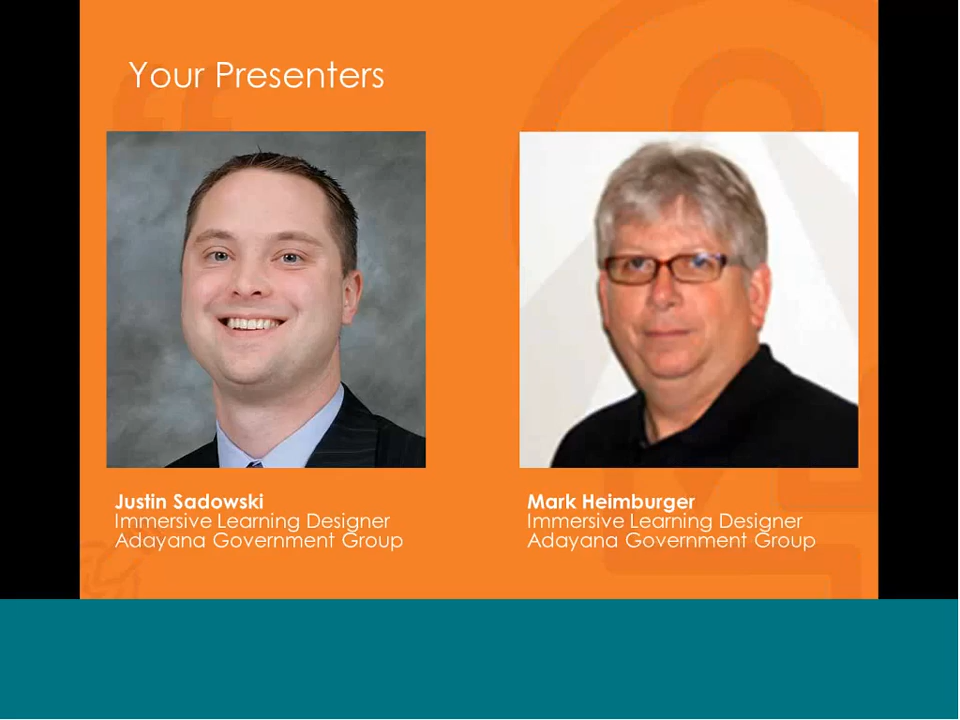 Your Presenters
Justin Sadowski
Immersive Learning Designer
Adayana Government Group
Mark Heimburger
Immersive Learning Designer
Adayana Government Group